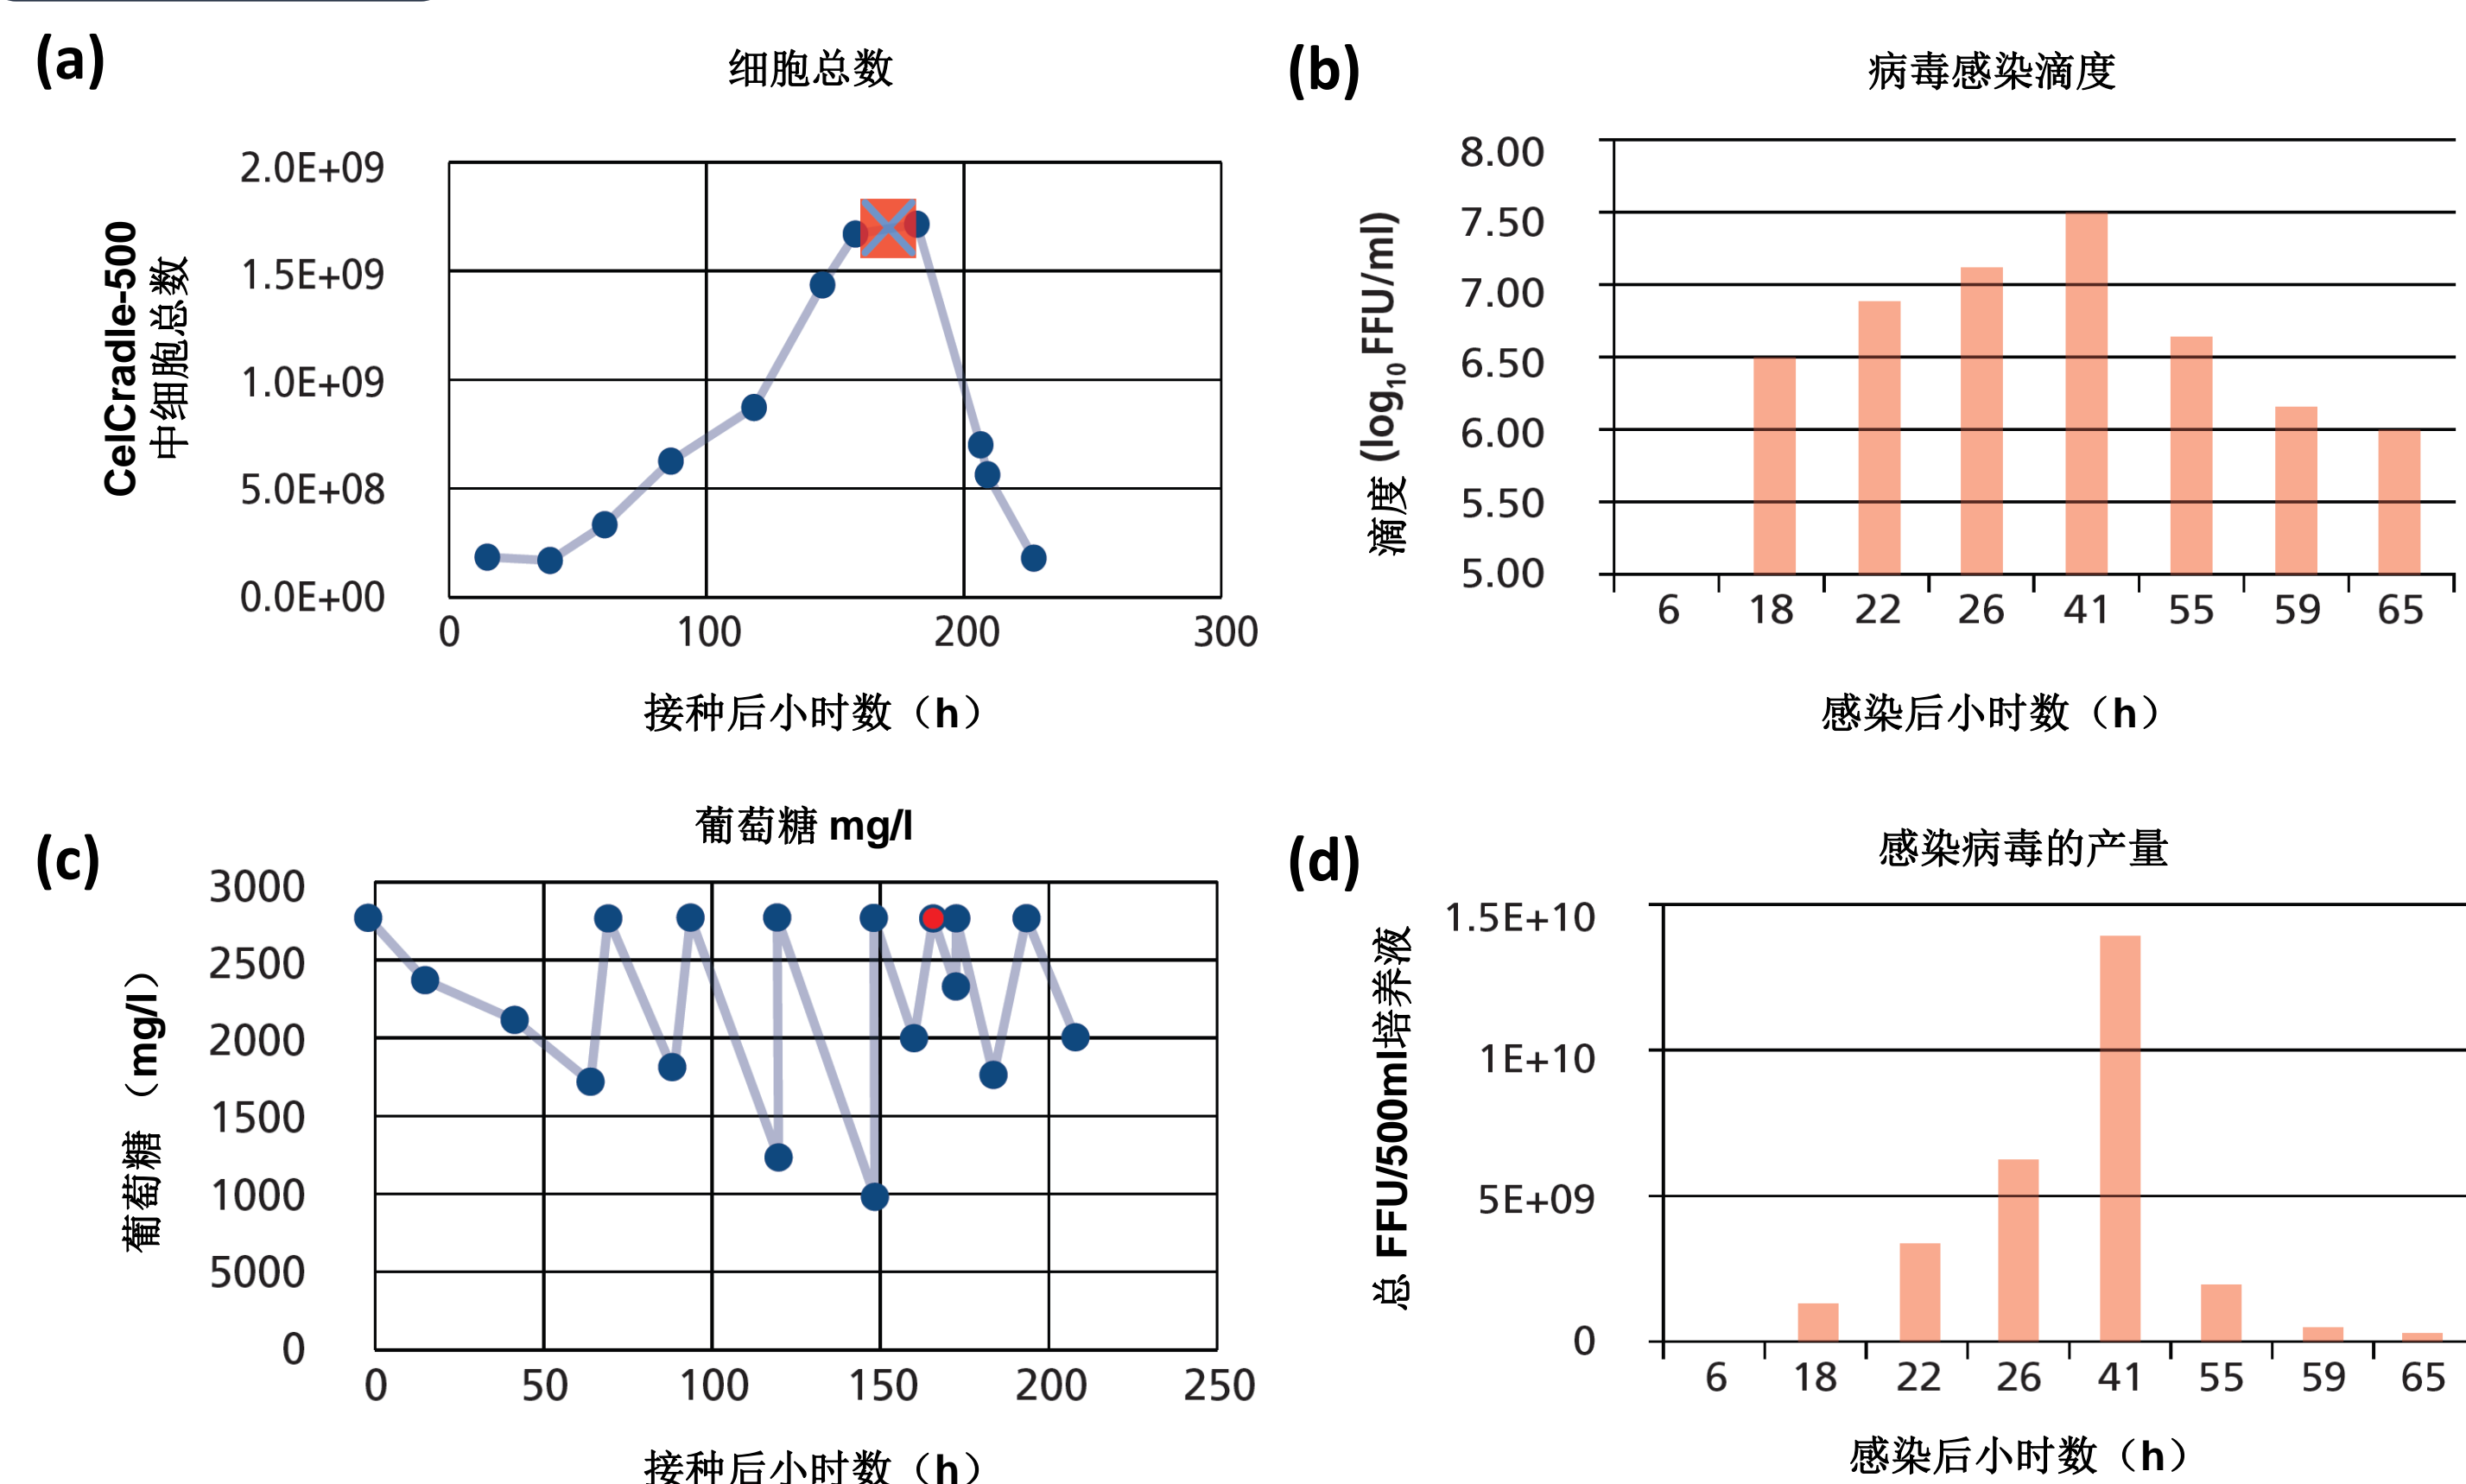 (a)
细胞总数
CelCradle-500
中细胞总数
2.0E+09
1.5E+09
1.0E+09
5.0E+08
0.0E+00
0 100 200 300
接种后小时数（h）
(b)
病毒感染滴度
滴度 (log10 FFU/ml)
8.00
7.50
7.00
6.50
6.00
5.50
5.00
6 18 22 26 41 55 59 65
感染后小时数（h）
(c)
葡萄糖 mg/l
葡萄糖（mg/l）
3000
2500
2000
1500
1000
5000
0
0 50 100 150 200 250
接种后小时数（h）
(d)
感染病毒的产量
总 FFU/500ml培养液
1.5E+10
1E+10
5E+09
0
6 18 22 26 41 55 59 65
感染后小时数（h）